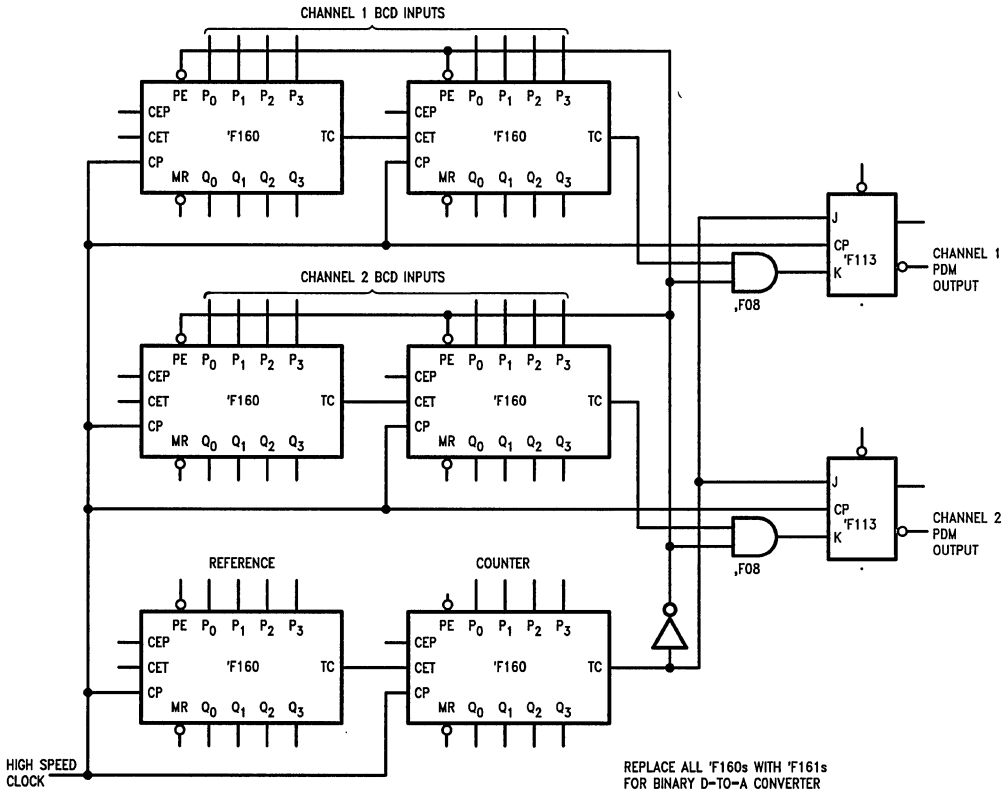 CHANNEL 1 BCD INPUTS
PE P0 P1 P2 P3
CEP
CET 'F160 TC
CP
MR Q0 Q1 Q2 Q3
PE P0 P1 P2 P3
CEP
CET 'F160 TC
CP
MR Q0 Q1 Q2 Q3
J
CP
'F113
K
CHANNEL 1
PDM
OUTPUT
,F08
CHANNEL 2 BCD INPUTS
PE P0 P1 P2 P3
CEP
CET 'F160 TC
CP
MR Q0 Q1 Q2 Q3
PE P0 P1 P2 P3
CEP
CET 'F160 TC
CP
MR Q0 Q1 Q2 Q3
J
CP
'F113
K
CHANNEL 2
PDM
OUTPUT
,F08
REFERENCE
COUNTER
PE P0 P1 P2 P3
CEP
CET 'F160 TC
CP
MR Q0 Q1 Q2 Q3
PE P0 P1 P2 P3
CEP
CET 'F160 TC
CP
MR Q0 Q1 Q2 Q3
HIGH SPEED
CLOCK
REPLACE ALL 'F160s WITH 'F161s
FOR BINARY D-TO-A CONVERTER